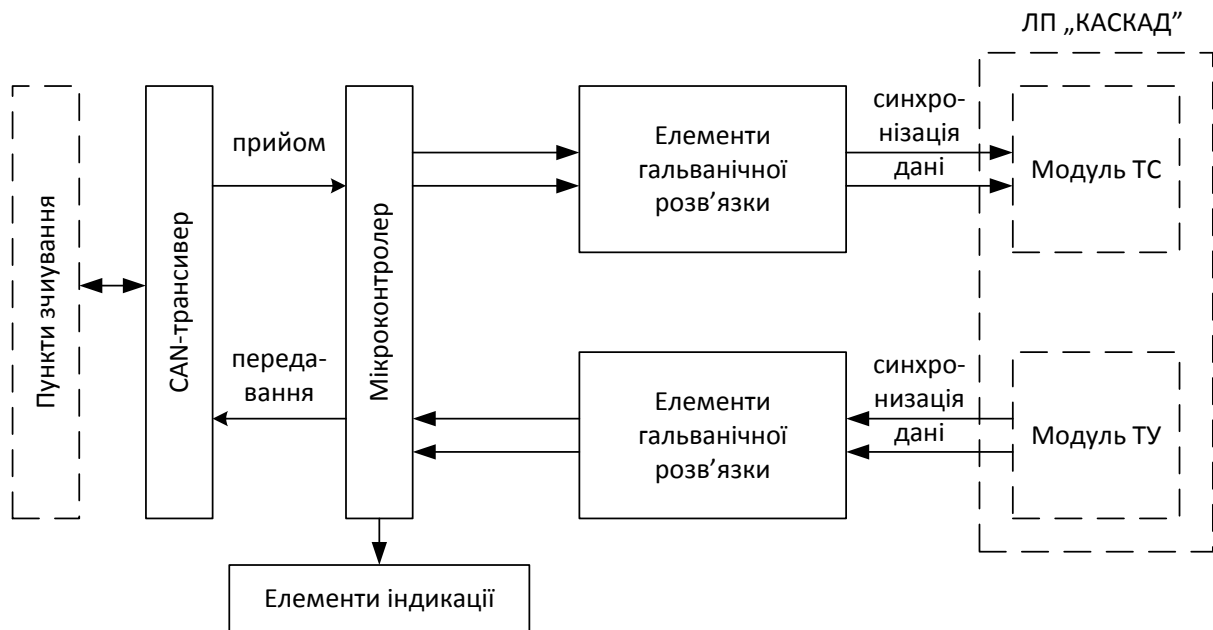 ЛП „КАСКАД”
Пункти зчиування
CAN-трансивер
прийом
Мікроконтролер
Елементи
гальванічної
розв’язки
синхро-
нізація
дані
Модуль ТС
переда-
вання
Елементи
гальванічної
розв’язки
синхро-
низація
дані
Модуль ТУ
Елементи індикації